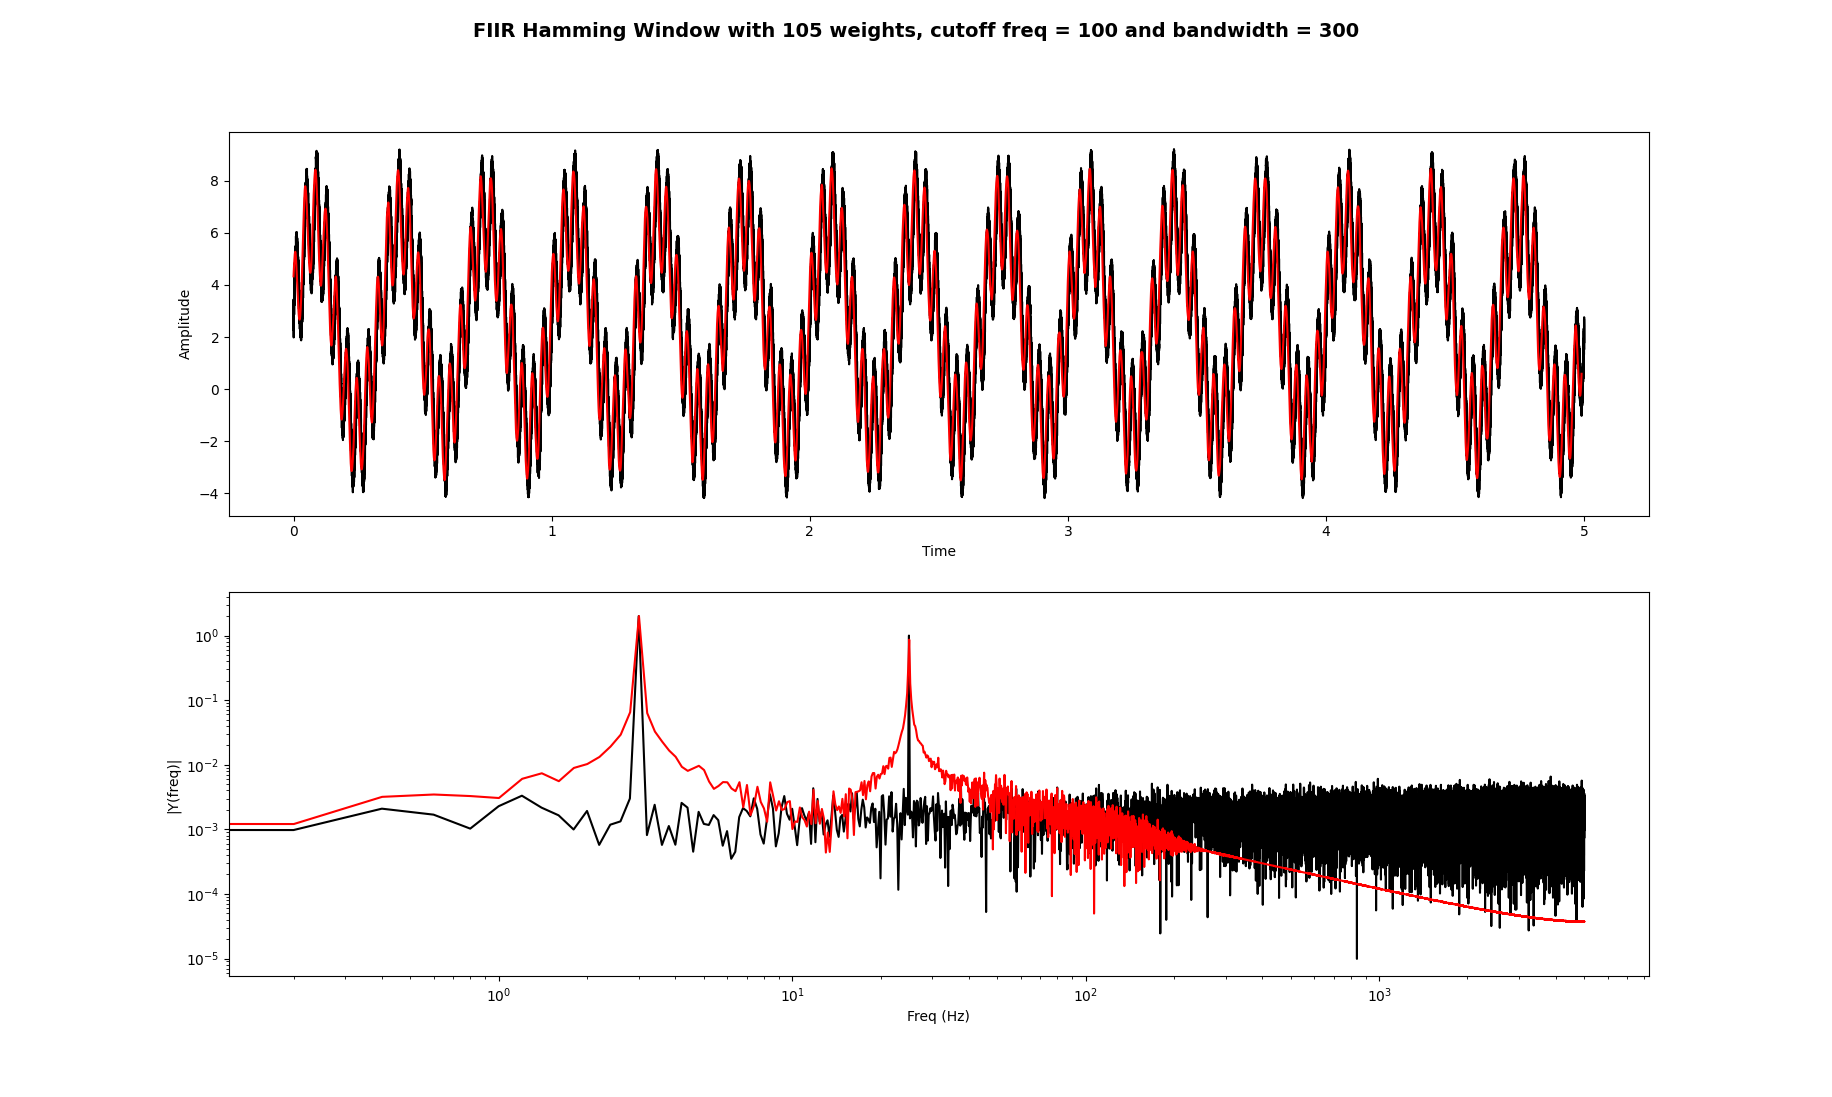 FIIR Hamming Window with 105 weights, cutoff freq = 100 and bandwidth = 300
8
6
4
2
0
−2
−4
Amplitude
0 1 2 3 4 5
Time
10⁰
10⁻¹
10⁻²
10⁻³
10⁻⁴
10⁻⁵
|Y(freq)|
10⁰ 10¹ 10² 10³
Freq (Hz)